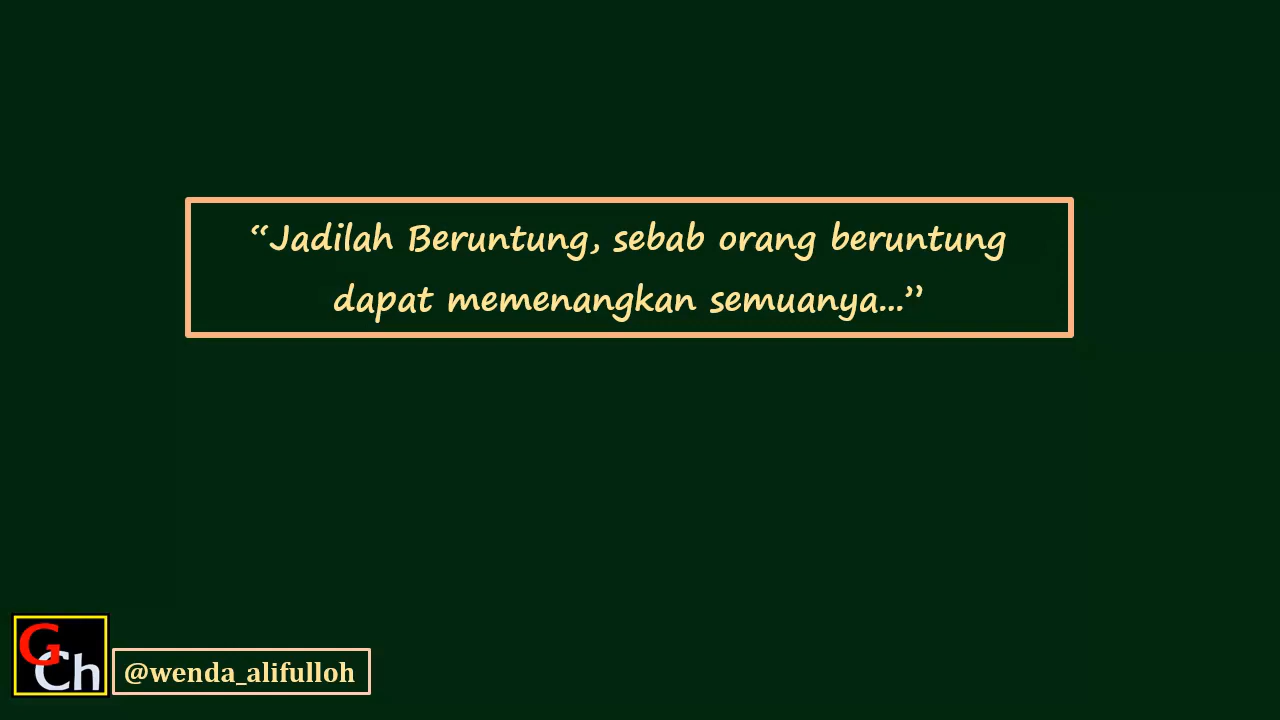 “Jadilah Beruntung, sebab orang beruntung
dapat memenangkan semuanya...”
GCh
@wenda_alifulloh